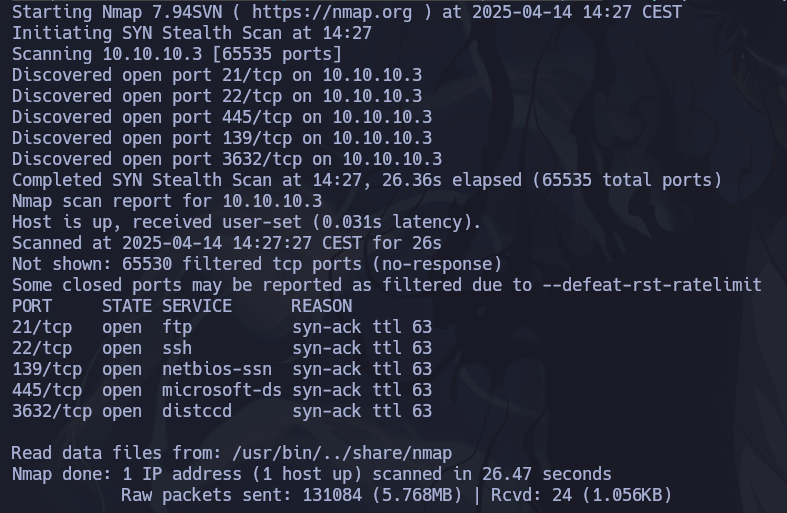 Starting Nmap 7.94SVN ( https://nmap.org ) at 2025-04-14 14:27 CEST
Initiating SYN Stealth Scan at 14:27
Scanning 10.10.10.3 [65535 ports]
Discovered open port 21/tcp on 10.10.10.3
Discovered open port 22/tcp on 10.10.10.3
Discovered open port 445/tcp on 10.10.10.3
Discovered open port 139/tcp on 10.10.10.3
Discovered open port 3632/tcp on 10.10.10.3
Completed SYN Stealth Scan at 14:27, 26.36s elapsed (65535 total ports)
Nmap scan report for 10.10.10.3
Host is up, received user-set (0.031s latency).
Scanned at 2025-04-14 14:27:27 CEST for 26s
Not shown: 65530 filtered tcp ports (no-response)
Some closed ports may be reported as filtered due to --defeat-rst-ratelimit
PORT     STATE SERVICE      REASON
21/tcp   open  ftp          syn-ack ttl 63
22/tcp   open  ssh          syn-ack ttl 63
139/tcp  open  netbios-ssn  syn-ack ttl 63
445/tcp  open  microsoft-ds syn-ack ttl 63
3632/tcp open  distccd      syn-ack ttl 63

Read data files from: /usr/bin/../share/nmap
Nmap done: 1 IP address (1 host up) scanned in 26.47 seconds
           Raw packets sent: 131084 (5.768MB) | Rcvd: 24 (1.056KB)